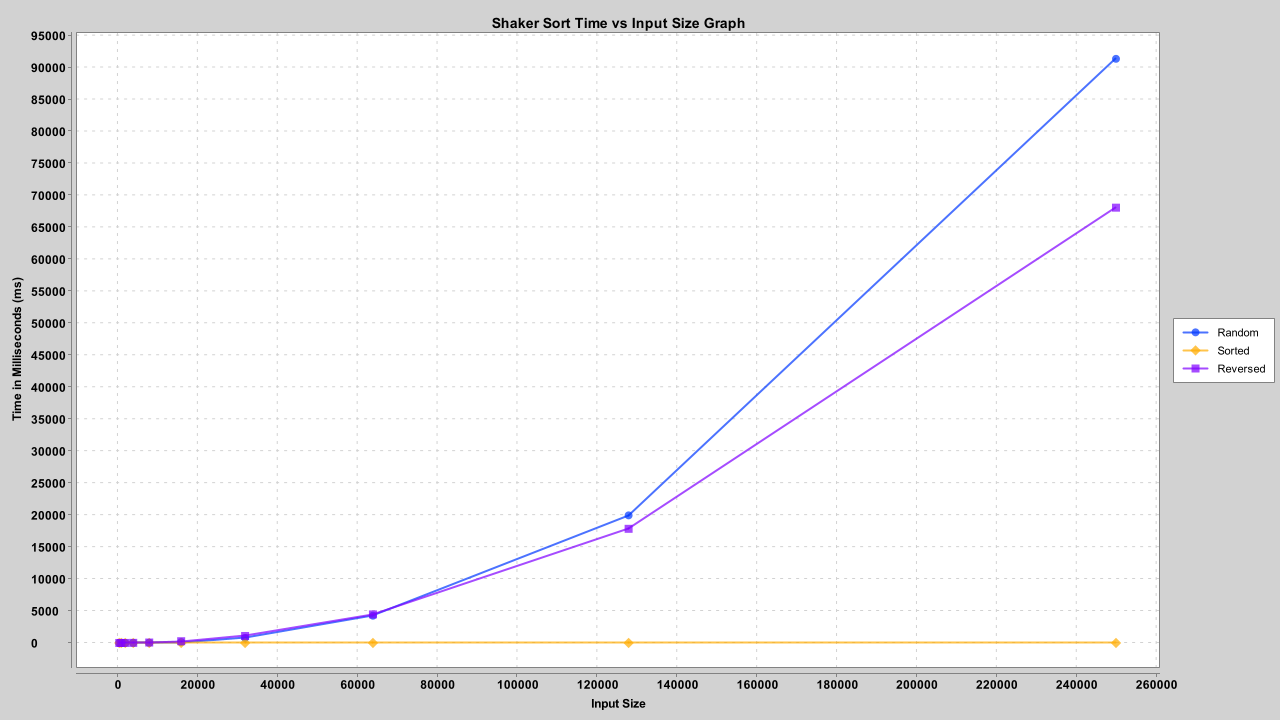 Shaker Sort Time vs Input Size Graph
95000
90000
85000
80000
75000
70000
65000
60000
55000
50000
45000
40000
35000
30000
25000
20000
15000
10000
5000
0
Time in Milliseconds (ms)
0 20000 40000 60000 80000 100000 120000 140000 160000 180000 200000 220000 240000 260000
Input Size
Random
Sorted
Reversed